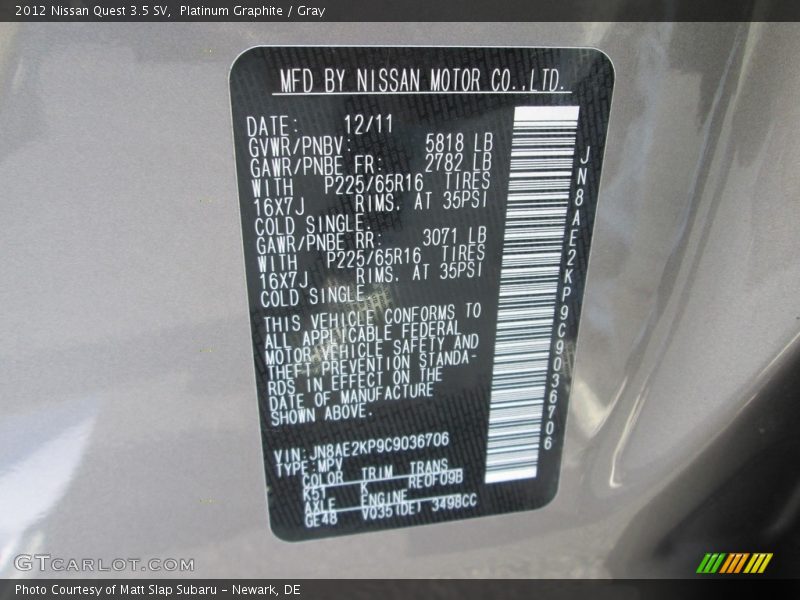 2012 Nissan Quest 3.5 SV, Platinum Graphite / Gray
MFD BY NISSAN MOTOR CO.,LTD.
DATE: 12/11
GVWR/PNBV: 5818 LB
GAWR/PNBE FR: 2782 LB
WITH P225/65R16 TIRES
16X7J RIMS, AT 35PSI
COLD SINGLE.
GAWR/PNBE RR: 3071 LB
WITH P225/65R16 TIRES
16X7J RIMS, AT 35PSI
COLD SINGLE.
THIS VEHICLE CONFORMS TO
ALL APPLICABLE FEDERAL
MOTOR VEHICLE SAFETY AND
THEFT PREVENTION STANDA-
RDS IN EFFECT ON THE
DATE OF MANUFACTURE
SHOWN ABOVE.
VIN:JN8AE2KP9C9036706
TYPE:MPV
COLOR TRIM TRANS
K51 K RE0F09B
AXLE ENGINE
GE48 VQ35(DE) 3498CC
JN8AE2KP9C9036706
GTCarLot.com
Photo Courtesy of Matt Slap Subaru - Newark, DE